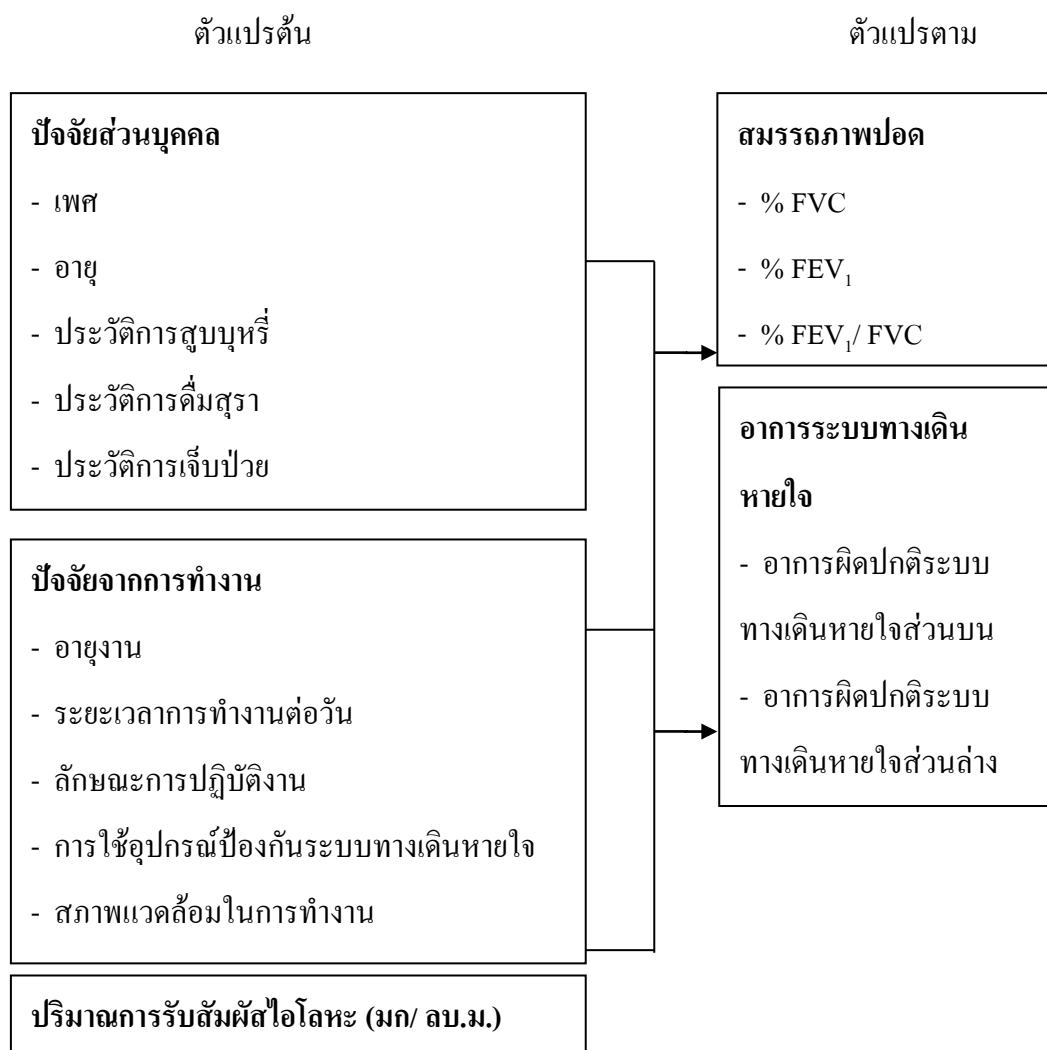 ตัวแปรต้น
ตัวแปรตาม
ปัจจัยส่วนบุคคล
- เพศ
- อายุ
- ประวัติการสูบบุหรี่
- ประวัติการดื่มสุรา
- ประวัติการเจ็บป่วย
ปัจจัยจากการทำงาน
- อายุงาน
- ระยะเวลาการทำงานต่อวัน
- ลักษณะการปฏิบัติงาน
- การใช้อุปกรณ์ป้องกันระบบทางเดินหายใจ
- สภาพแวดล้อมในการทำงาน
ปริมาณการรับสัมผัสไอโลหะ (มก/ ลบ.ม.)
สมรรถภาพปอด
- % FVC
- % FEV₁
- % FEV₁/ FVC
อาการระบบทางเดิน
หายใจ
- อาการผิดปกติระบบ
ทางเดินหายใจส่วนบน
- อาการผิดปกติระบบ
ทางเดินหายใจส่วนล่าง